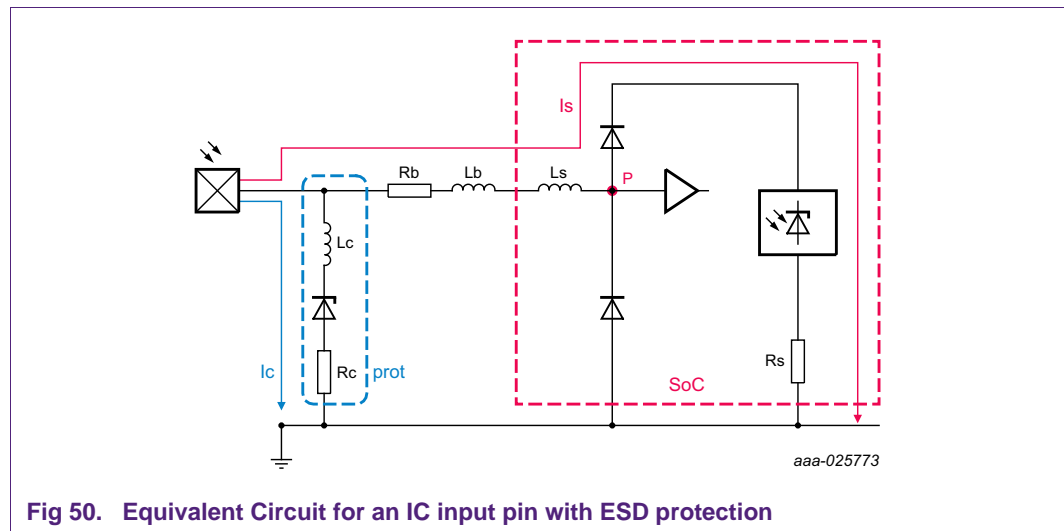 Is
Rb
Lb
Ls
P
Lc
Rs
Ic
Rc
prot
SoC
aaa-025773
Fig 50. Equivalent Circuit for an IC input pin with ESD protection